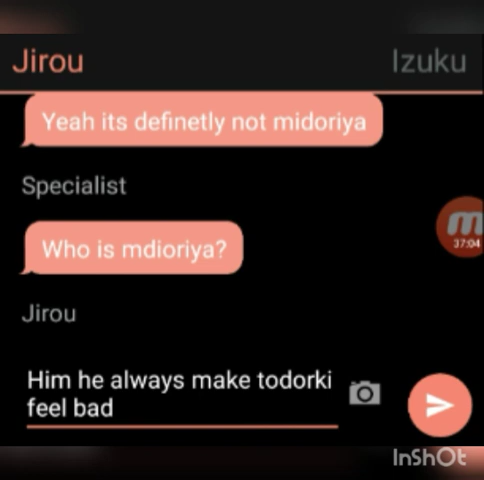 Jirou
Izuku
Yeah its definetly not midoriya
Specialist
Who is mdioriya?
Jirou
Him he always make todorki
feel bad
37:04
InShOt